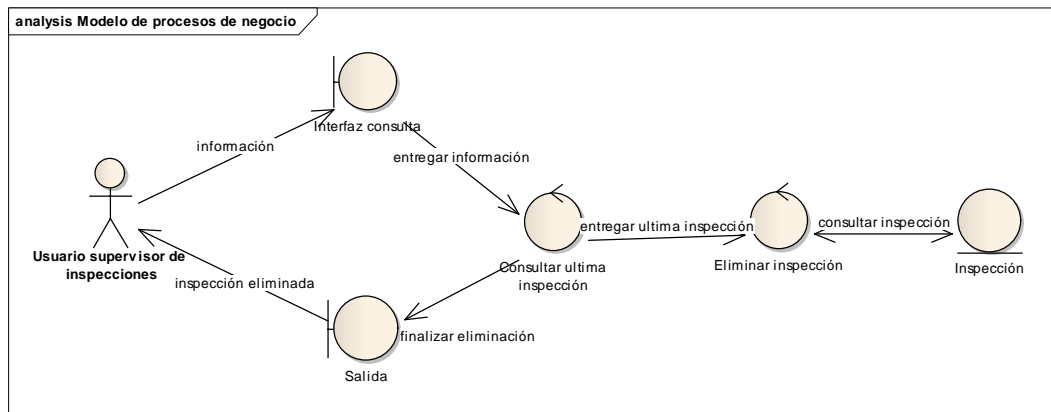 analysis Modelo de procesos de negocio
Interfaz consulta
información
entregar información
Usuario supervisor de
inspecciones
entregar ultima inspección
consultar inspección
Consultar ultima
inspección
Eliminar inspección
Inspección
inspección eliminada
finalizar eliminación
Salida